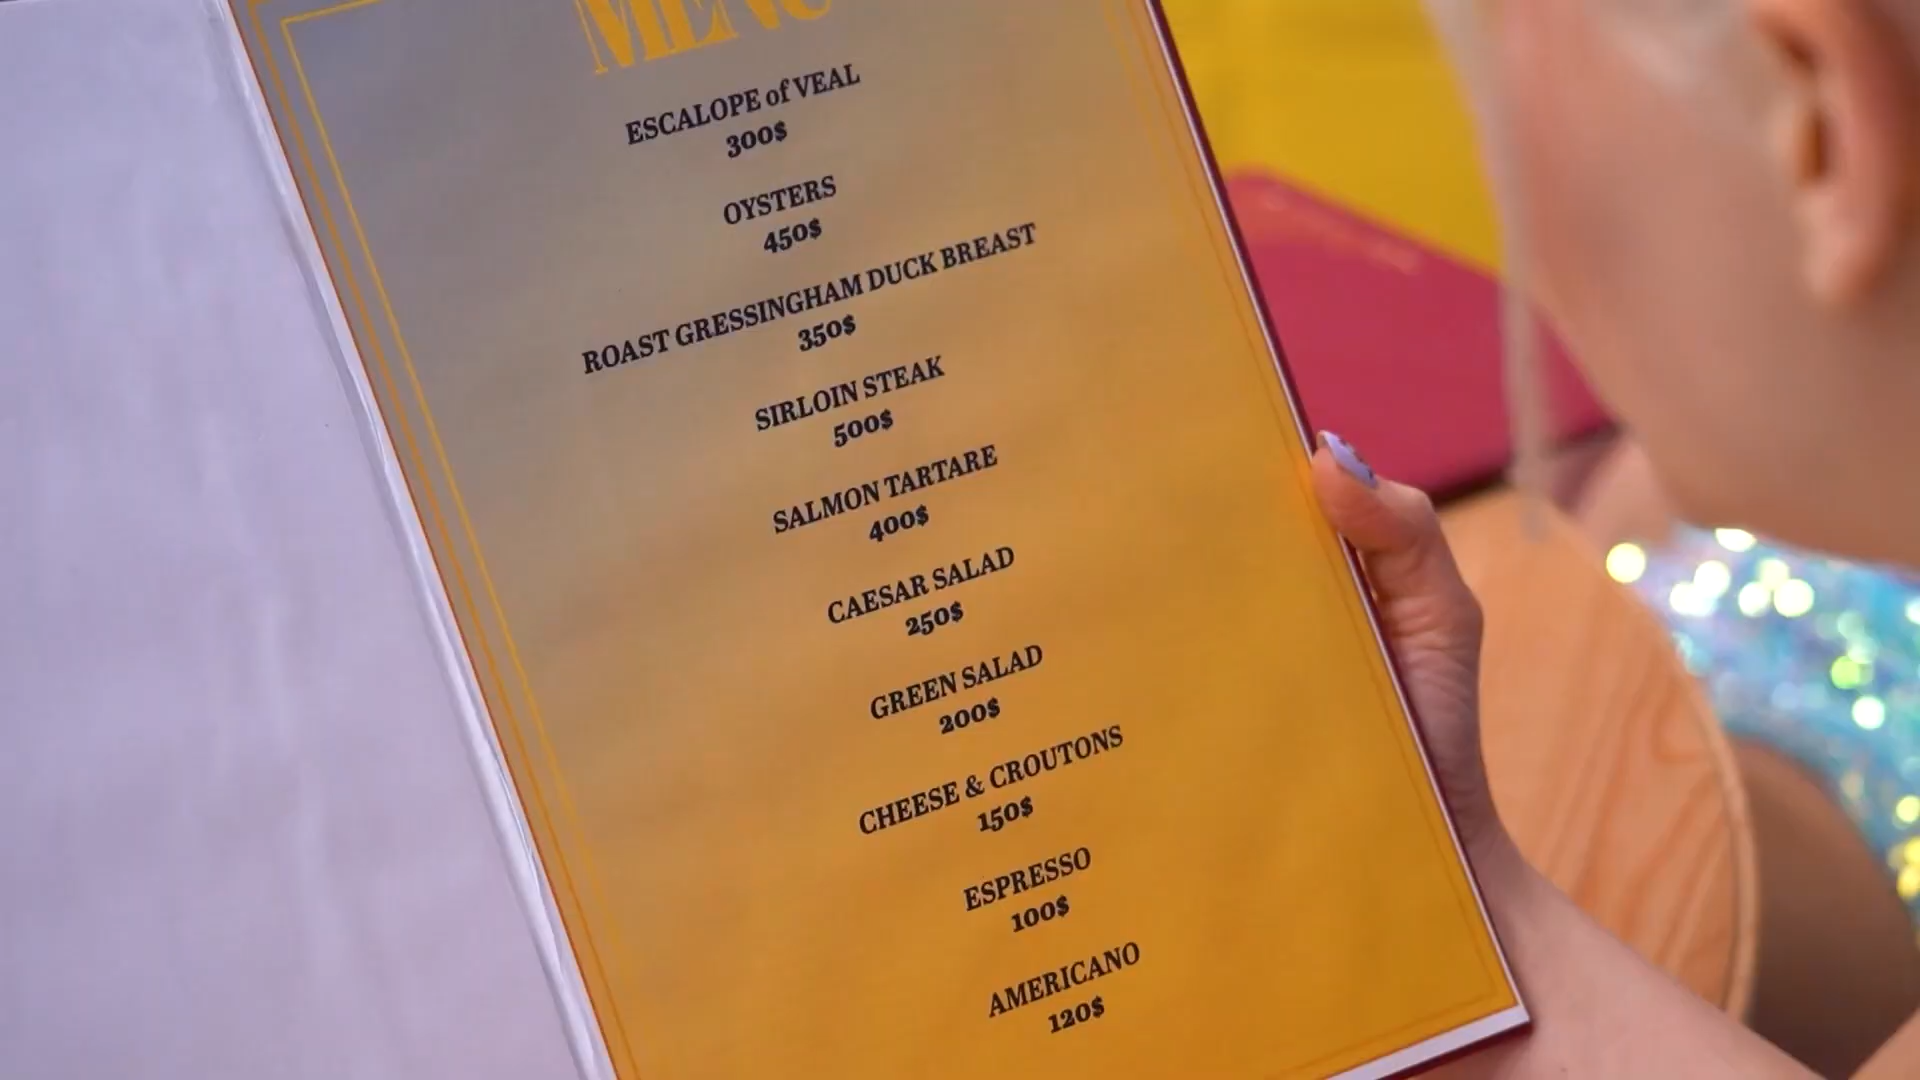 MENU
ESCALOPE of VEAL
300$
OYSTERS
450$
ROAST GRESSINGHAM DUCK BREAST
350$
SIRLOIN STEAK
500$
SALMON TARTARE
400$
CAESAR SALAD
250$
GREEN SALAD
200$
CHEESE & CROUTONS
150$
ESPRESSO
100$
AMERICANO
120$